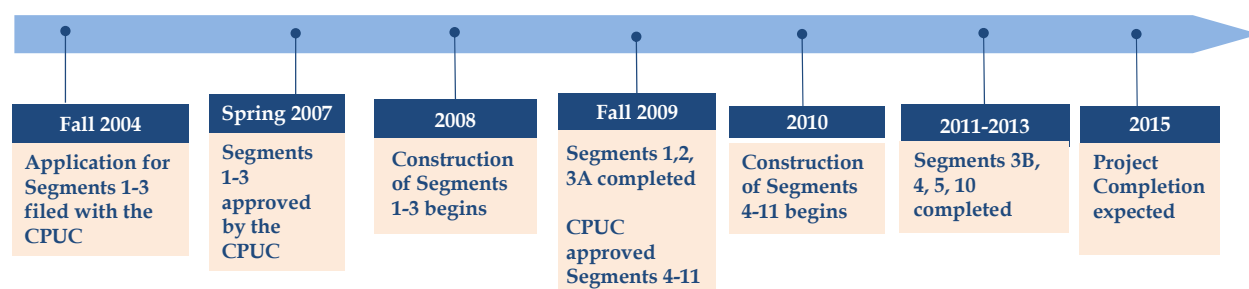 Fall 2004
Application for
Segments 1-3
filed with the
CPUC
Spring 2007
Segments
1-3
approved
by the
CPUC
2008
Construction
of Segments
1-3 begins
Fall 2009
Segments 1,2,
3A completed
CPUC
approved
Segments 4-11
2010
Construction
of Segments
4-11 begins
2011-2013
Segments 3B,
4, 5, 10
completed
2015
Project
Completion
expected